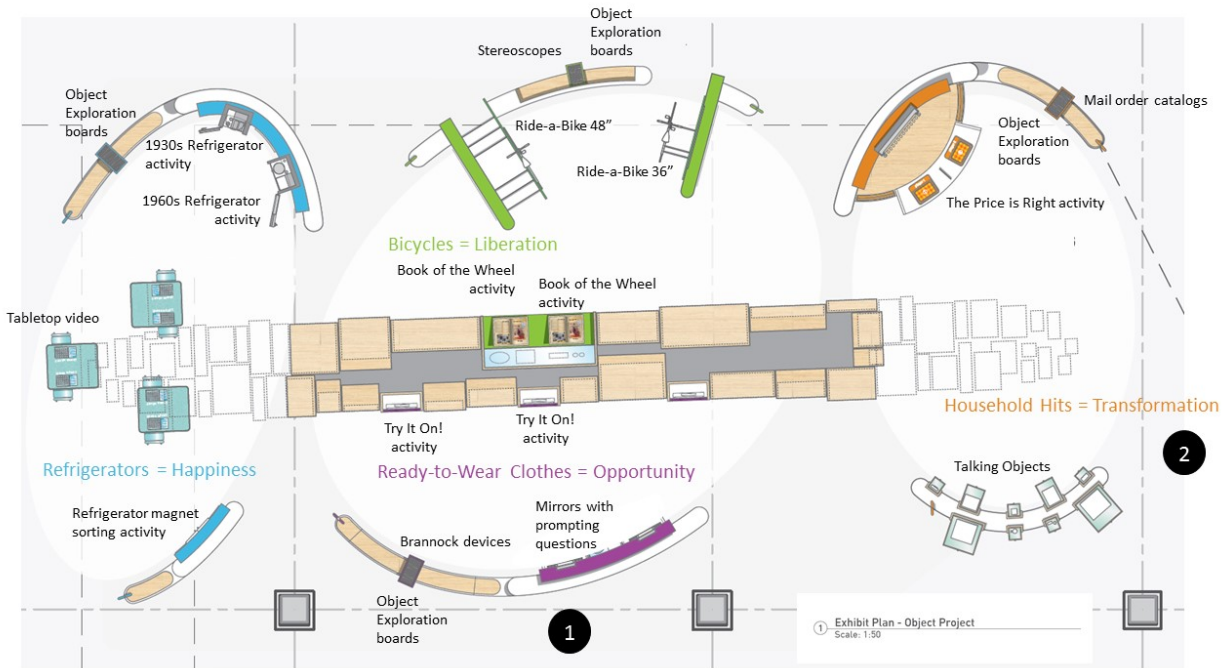 Object
Exploration
boards
Stereoscopes
Object
Exploration
boards
Mail order catalogs
1930s Refrigerator
activity
Ride-a-Bike 48”
Object
Exploration
boards
Ride-a-Bike 36”
1960s Refrigerator
activity
The Price is Right activity
Bicycles = Liberation
Book of the Wheel
activity
Book of the Wheel
activity
Tabletop video
Try It On!
activity
Try It On!
activity
Household Hits = Transformation
Refrigerators = Happiness
Ready-to-Wear Clothes = Opportunity
2
Talking Objects
Refrigerator magnet
sorting activity
Mirrors with
prompting
questions
Brannock devices
Object
Exploration
boards
1
1 Exhibit Plan - Object Project
Scale: 1:50